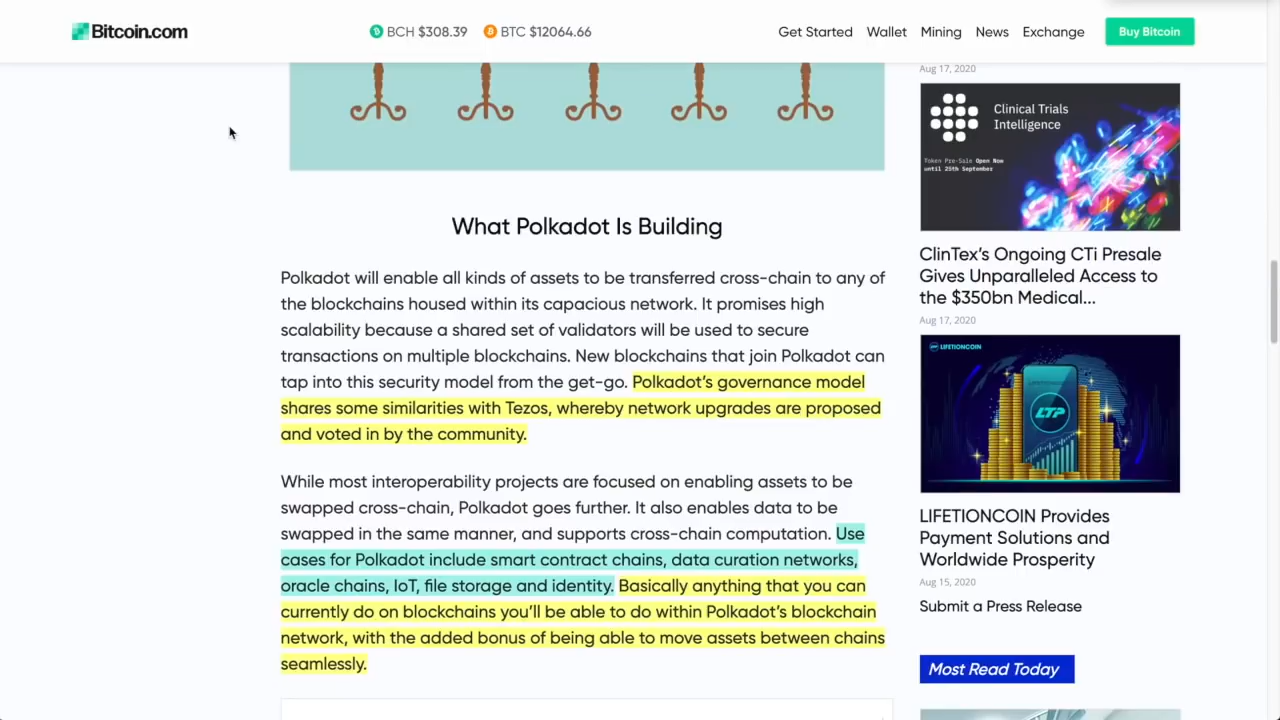 Bitcoin.com
BCH $308.39
BTC $12064.66
Get Started
Wallet
Mining
News
Exchange
Buy Bitcoin
What Polkadot Is Building
Polkadot will enable all kinds of assets to be transferred cross-chain to any of
the blockchains housed within its capacious network. It promises high
scalability because a shared set of validators will be used to secure
transactions on multiple blockchains. New blockchains that join Polkadot can
tap into this security model from the get-go. Polkadot's governance model
shares some similarities with Tezos, whereby network upgrades are proposed
and voted in by the community.
While most interoperability projects are focused on enabling assets to be
swapped cross-chain, Polkadot goes further. It also enables data to be
swapped in the same manner, and supports cross-chain computation. Use
cases for Polkadot include smart contract chains, data curation networks,
oracle chains, IoT, file storage and identity. Basically anything that you can
currently do on blockchains you'll be able to do within Polkadot's blockchain
network, with the added bonus of being able to move assets between chains
seamlessly.
Aug 17, 2020
Clinical Trials
Intelligence
Token Pre-Sale Open Now
until 25th September
ClinTex's Ongoing CTi Presale
Gives Unparalleled Access to
the $350bn Medical...
Aug 17, 2020
LIFETIONCOIN
LTP
LIFETIONCOIN Provides
Payment Solutions and
Worldwide Prosperity
Aug 15, 2020
Submit a Press Release
Most Read Today